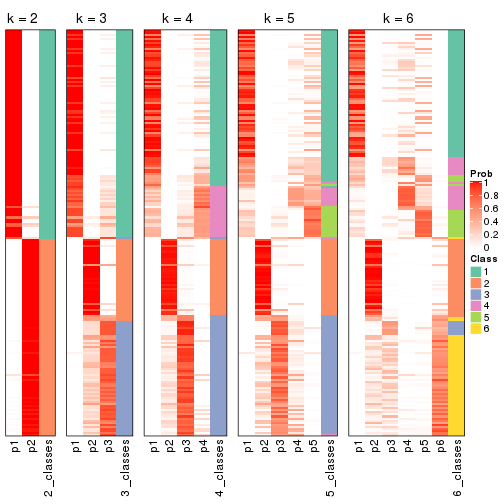 k = 2 k = 3 k = 4 k = 5 k = 6
Prob
1
0.8
0.6
0.4
0.2
0
Class
1
2
3
4
5
6
p1 p2 2_classes
p1 p2 p3 3_classes
p1 p2 p3 p4 4_classes
p1 p2 p3 p4 p5 5_classes
p1 p2 p3 p4 p5 p6 6_classes